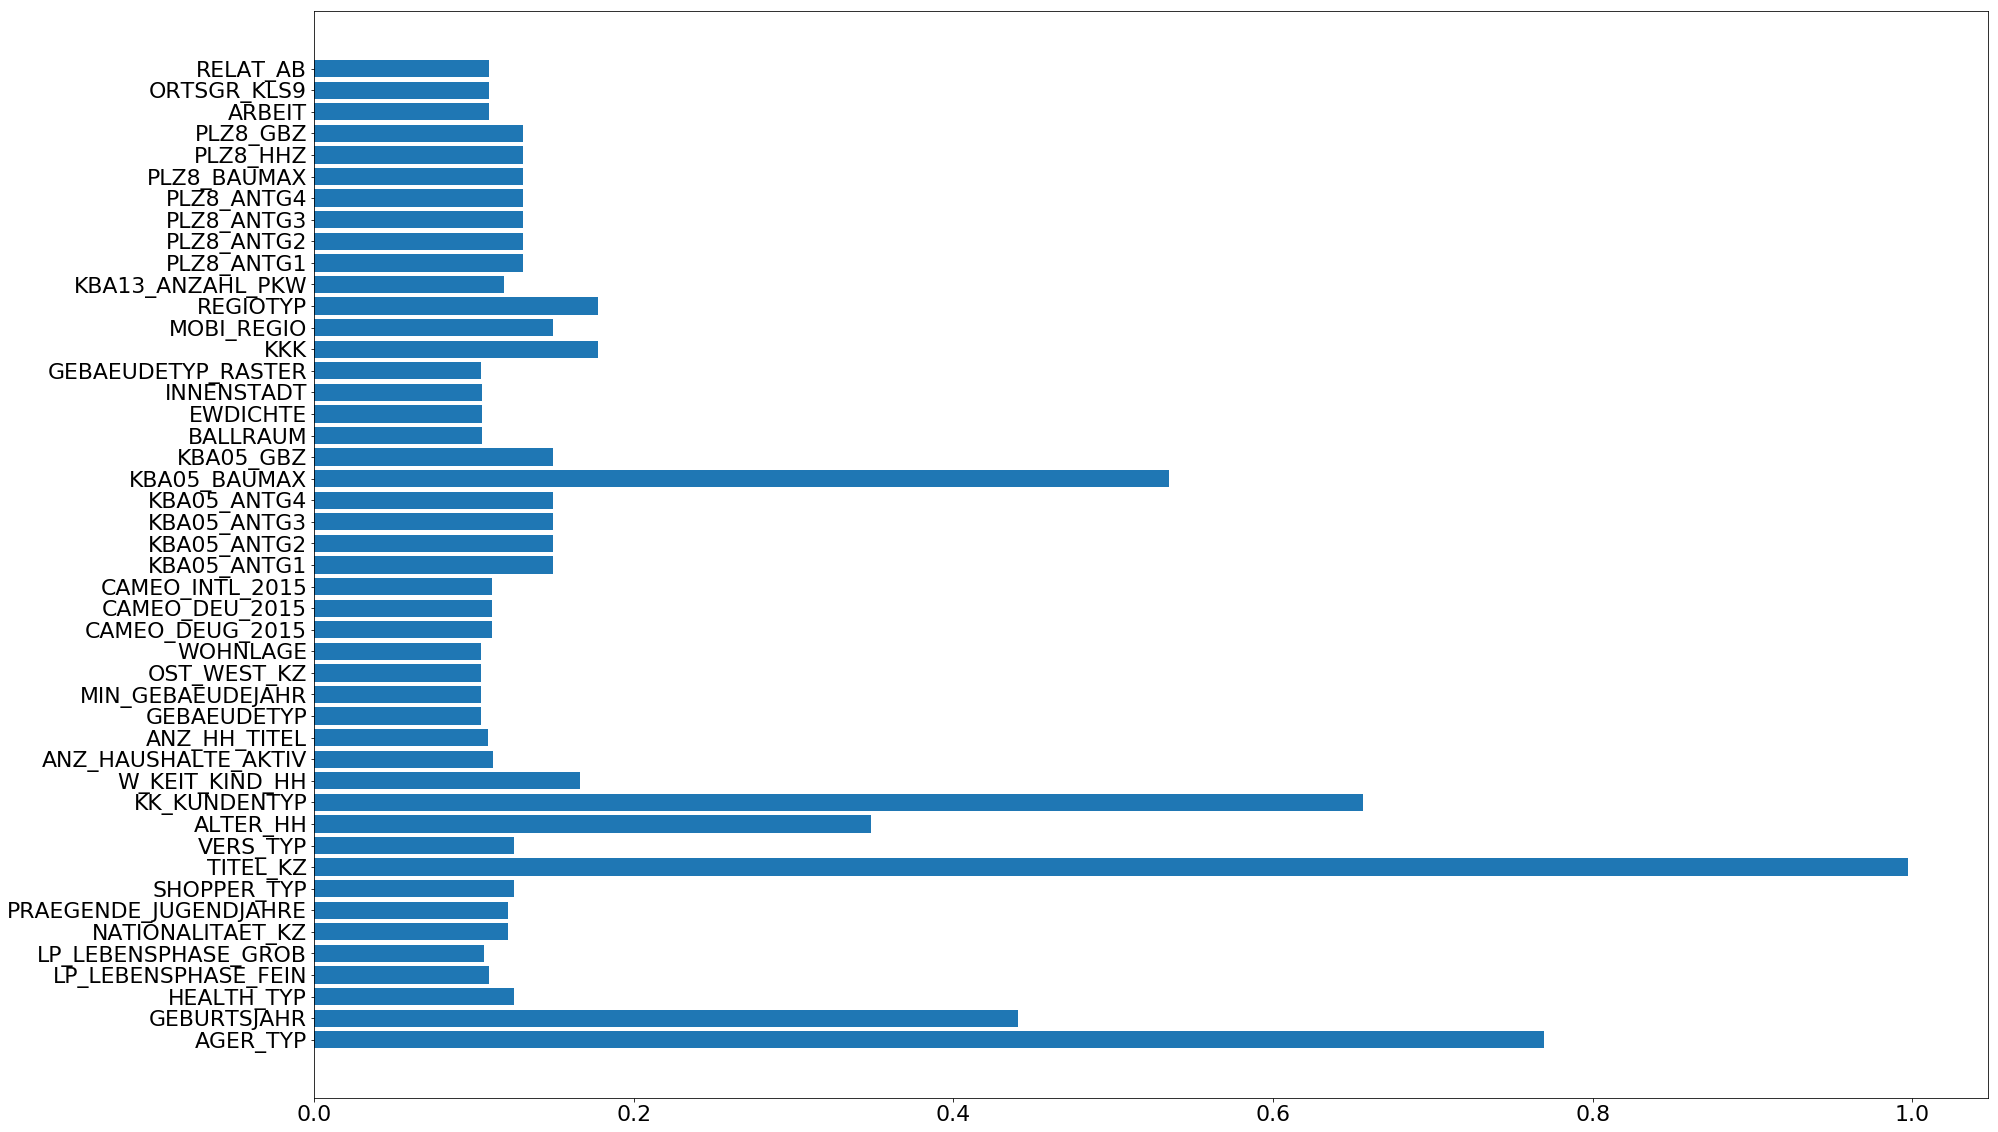 RELAT_AB
ORTSGR_KLS9
ARBEIT
PLZ8_GBZ
PLZ8_HHZ
PLZ8_BAUMAX
PLZ8_ANTG4
PLZ8_ANTG3
PLZ8_ANTG2
PLZ8_ANTG1
KBA13_ANZAHL_PKW
REGIOTYP
MOBI_REGIO
KKK
GEBAEUDETYP_RASTER
INNENSTADT
EWDICHTE
BALLRAUM
KBA05_GBZ
KBA05_BAUMAX
KBA05_ANTG4
KBA05_ANTG3
KBA05_ANTG2
KBA05_ANTG1
CAMEO_INTL_2015
CAMEO_DEU_2015
CAMEO_DEUG_2015
WOHNLAGE
OST_WEST_KZ
MIN_GEBAEUDEJAHR
GEBAEUDETYP
ANZ_HH_TITEL
ANZ_HAUSHALTE_AKTIV
W_KEIT_KIND_HH
KK_KUNDENTYP
ALTER_HH
VERS_TYP
TITEL_KZ
SHOPPER_TYP
PRAEGENDE_JUGENDJAHRE
NATIONALITAET_KZ
LP_LEBENSPHASE_GROB
LP_LEBENSPHASE_FEIN
HEALTH_TYP
GEBURTSJAHR
AGER_TYP
0.0 0.2 0.4 0.6 0.8 1.0